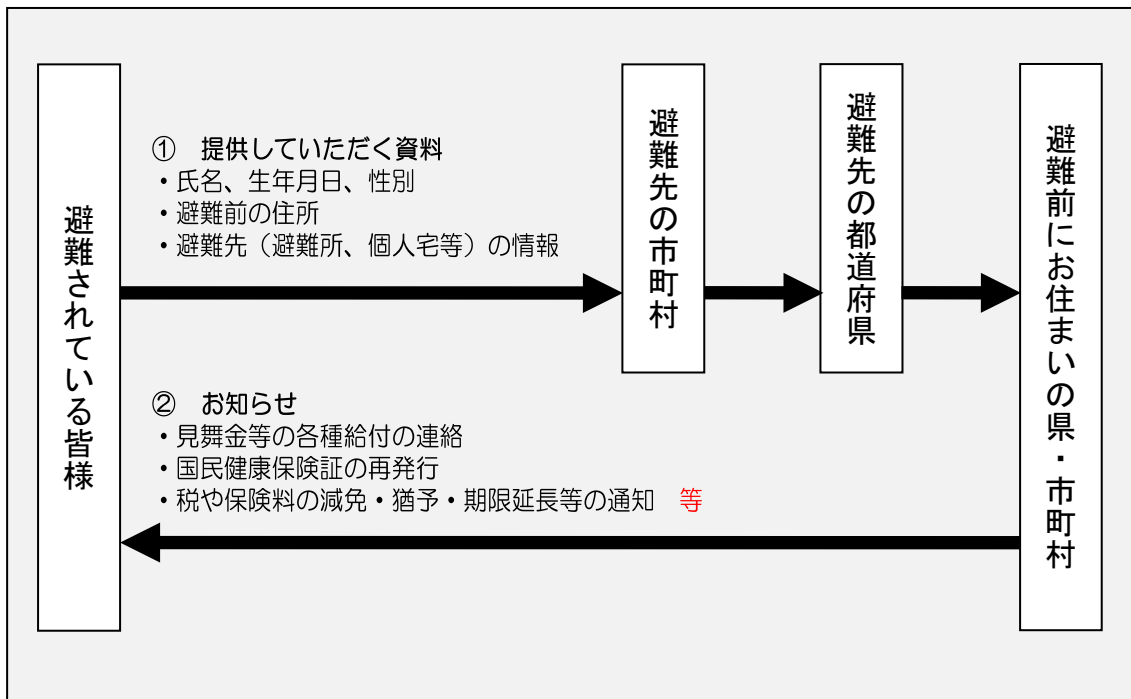 避難されている皆様
① 提供していただく資料
・氏名、生年月日、性別
・避難前の住所
・避難先（避難所、個人宅等）の情報
避難先の市町村
避難先の都道府県
避難前にお住まいの県・市町村
② お知らせ
・見舞金等の各種給付の連絡
・国民健康保険証の再発行
・税や保険料の減免・猶予・期限延長等の通知 等